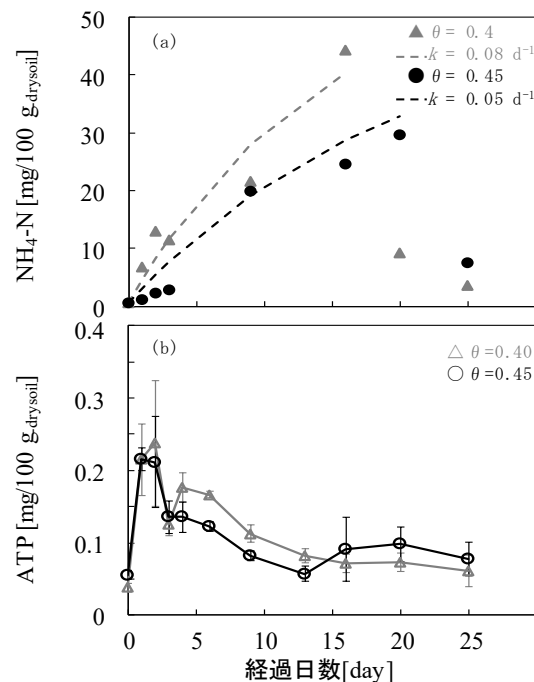 50
40
30
20
10
0
NH₄-N [mg/100 g.drysoil]
(a)
θ = 0.4
k = 0.08 d⁻¹
θ = 0.45
k = 0.05 d⁻¹
0.4
0.3
0.2
0.1
0
ATP [mg/100 g.drysoil]
(b)
θ=0.40
θ=0.45
0 5 10 15 20 25
経過日数[day]